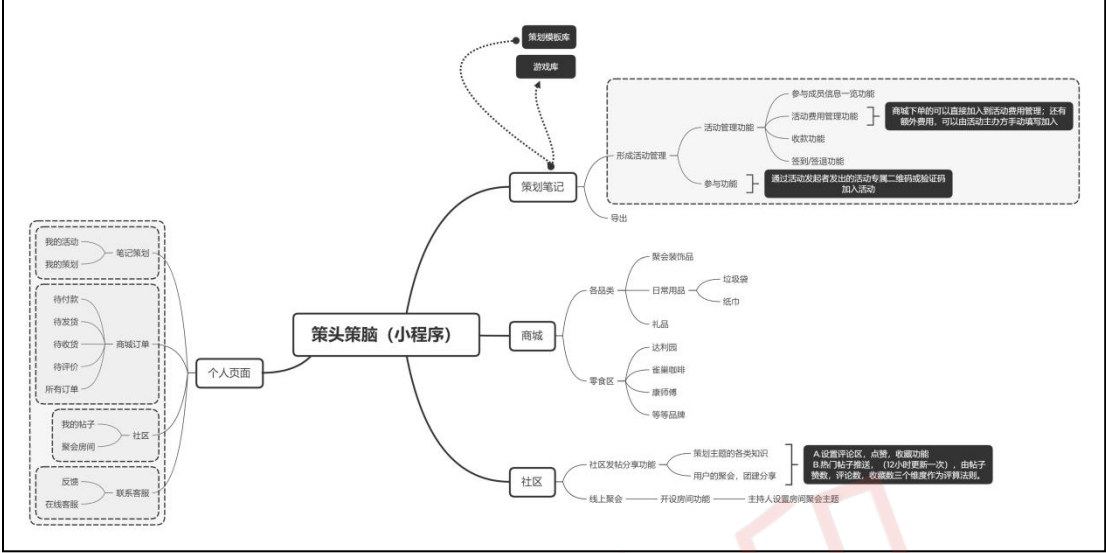 策划模板库
游戏库
参与成员信息一览功能
活动费用管理功能
商城下单的可以直接加入到活动费用管理；还有
额外费用，可以由活动主办方手动填写加入
活动管理功能
收款功能
形成活动管理
签到/签退功能
参与功能
通过活动发起者发出的活动专属二维码或验证码
加入活动
策划笔记
导出
我的活动
笔记策划
我的策划
聚会装饰品
各品类
日常用品
垃圾袋
纸巾
礼品
待付款
待发货
待收货
商城订单
待评价
所有订单
策头策脑（小程序）
商城
个人页面
达利园
雀巢咖啡
零食区
康师傅
等等品牌
我的帖子
社区
聚会房间
反馈
联系客服
在线客服
社区
社区发帖分享功能
策划主题的各类知识
用户的聚会，团建分享
A.设置评论区，点赞，收藏功能
B.热门帖子推送，（12小时更新一次），由帖子
赞数，评论数，收藏数三个维度作为评算法则。
线上聚会
开设房间功能
主持人设置房间聚会主题